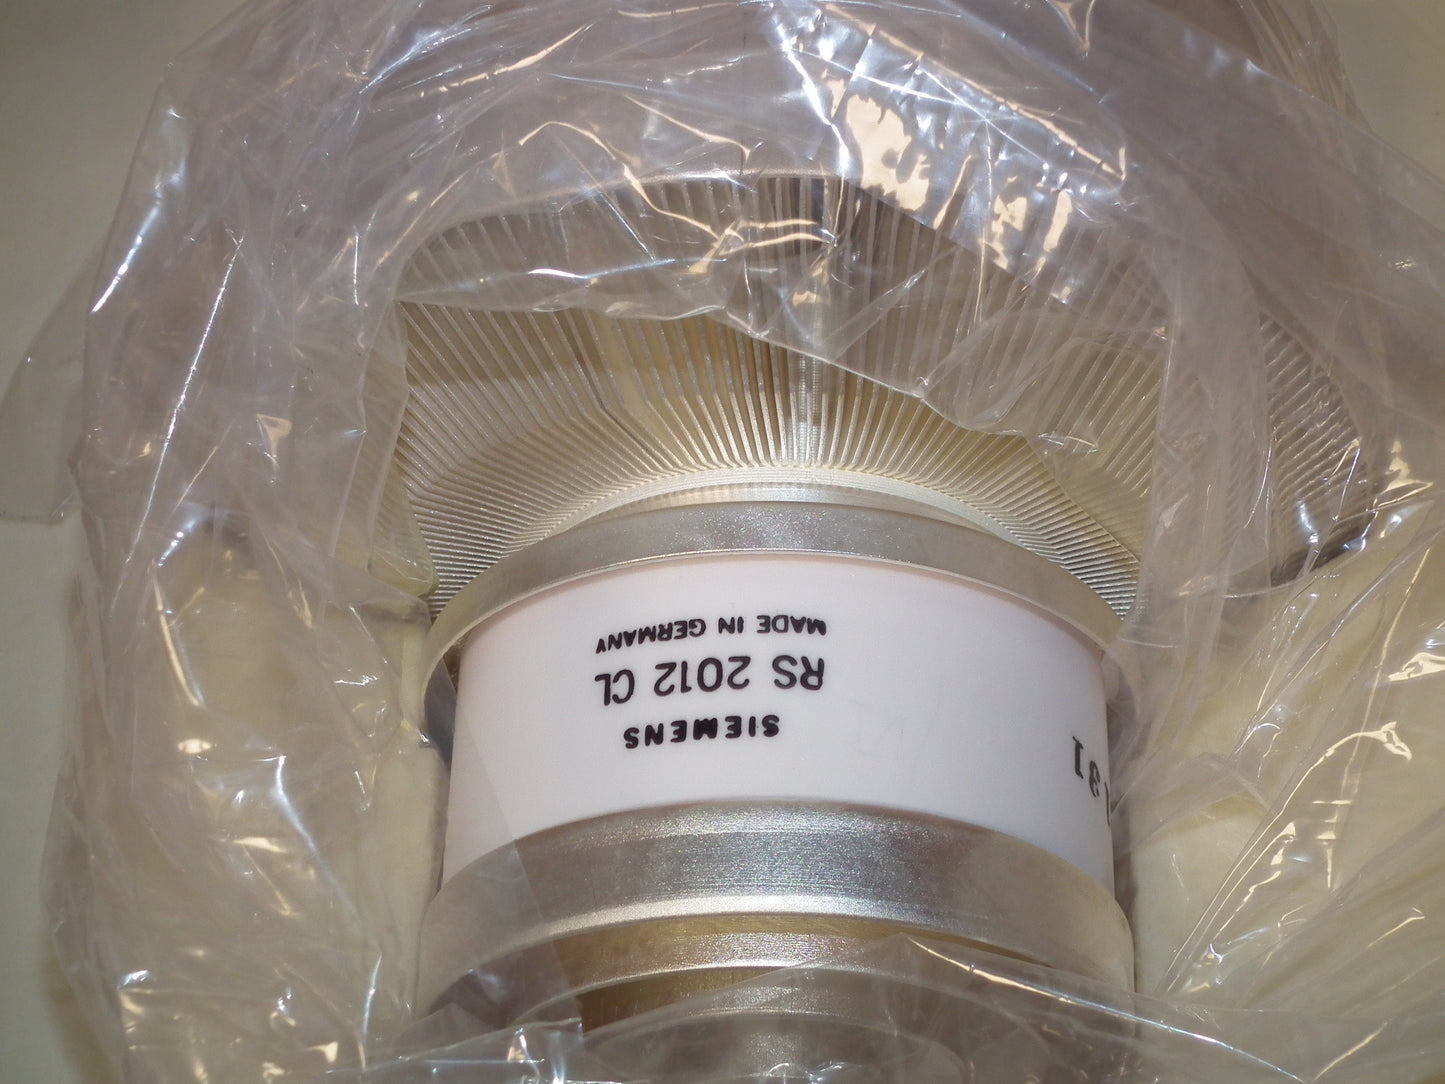 SIEMENS
RS 2012 CL
MADE IN GERMANY